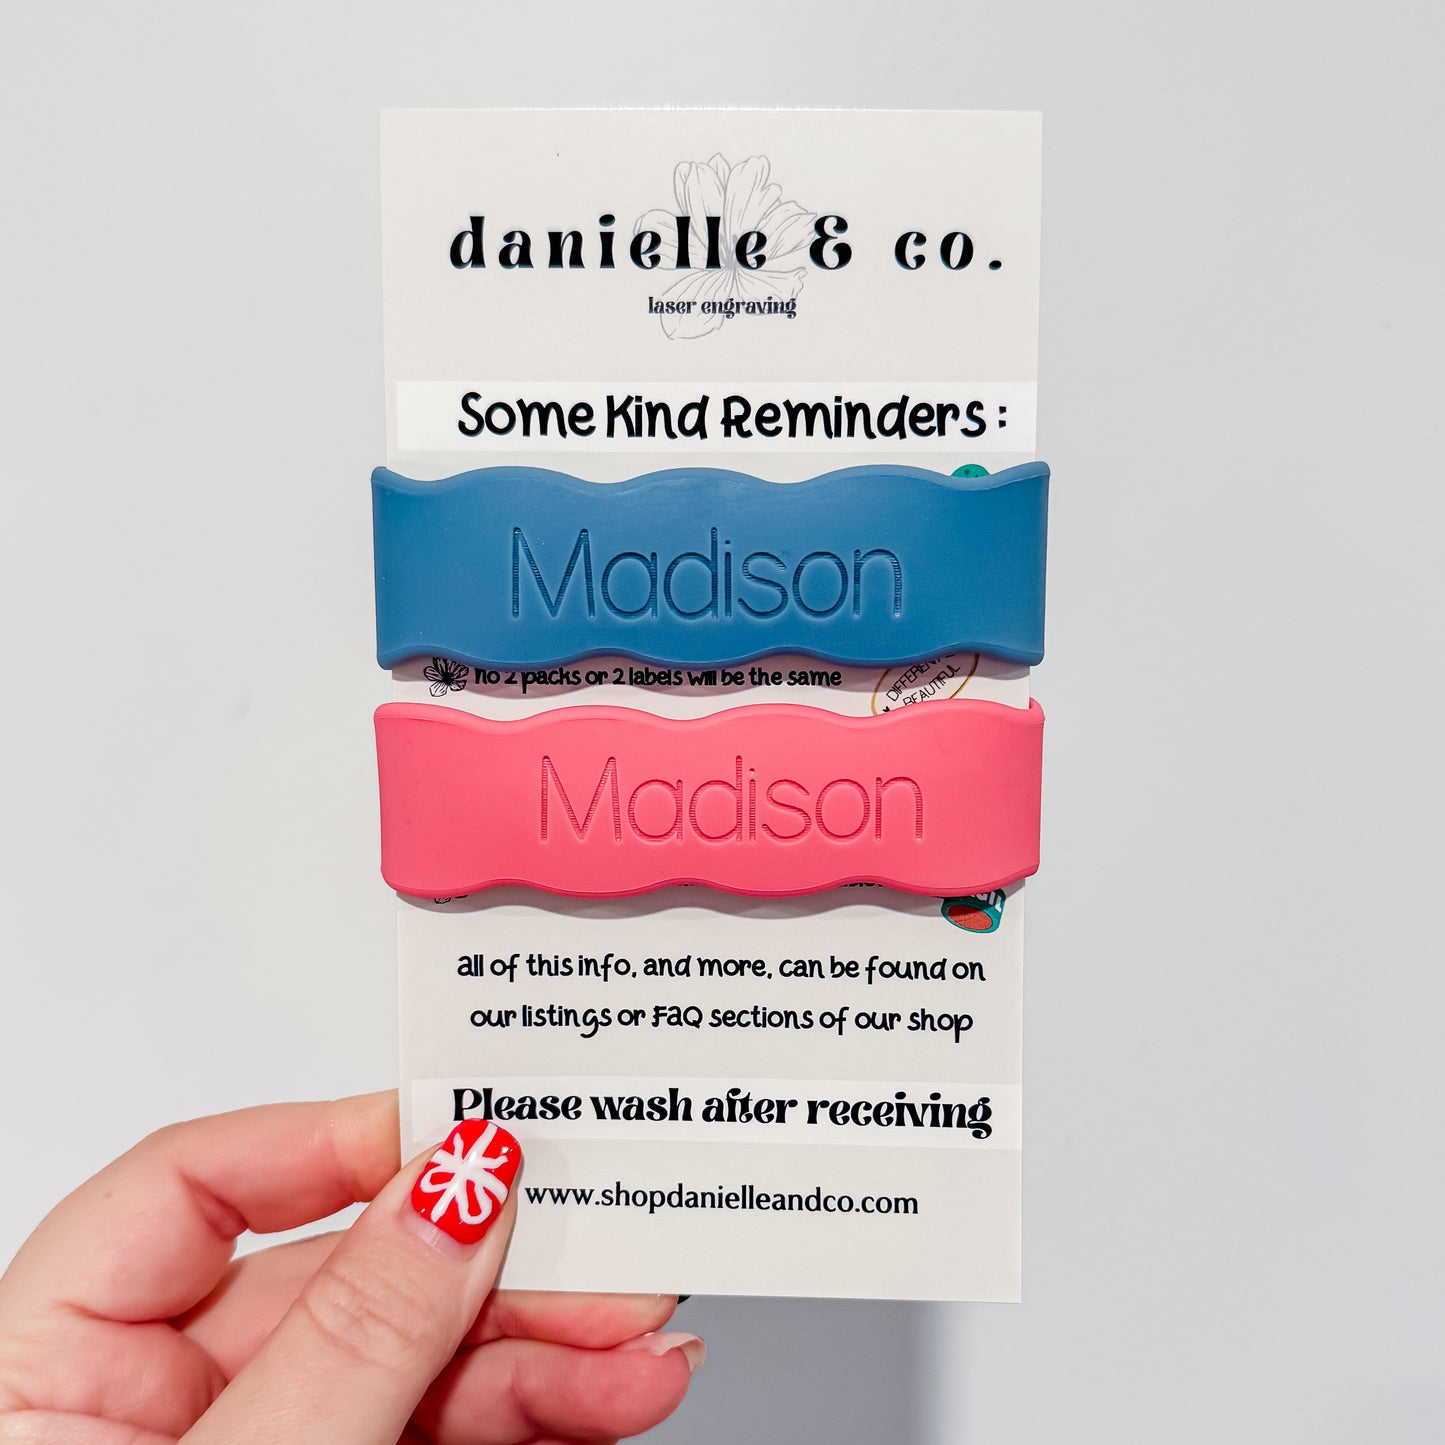 danielle & co.
laser engraving
Some Kind Reminders:
Madison
no 2 packs or 2 labels will be the same
DIFFERENT
BEAUTIFUL
Madison
all of this info, and more, can be found on
our listings or FAQ sections of our shop
Please wash after receiving
www.shopdanielleandco.com